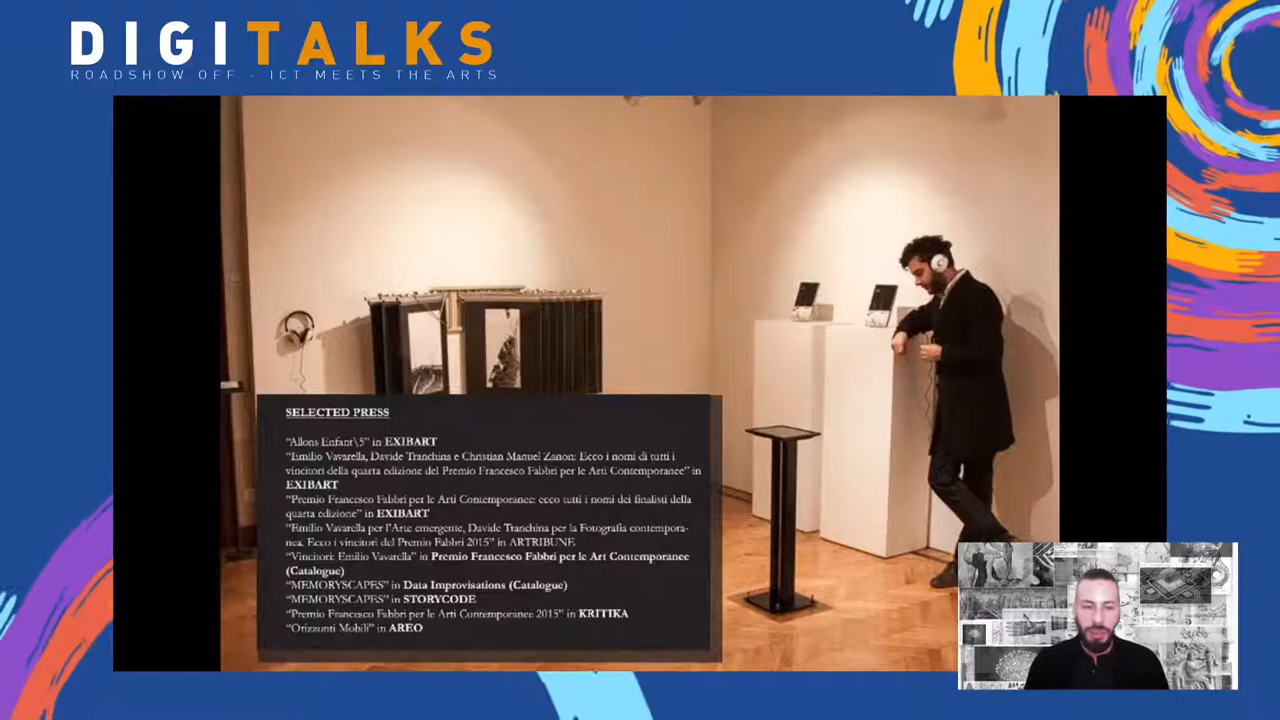 DIGITALKS
ROADSHOW OFF - ICT MEETS THE ARTS
SELECTED PRESS
“Allons Enfant\5” in EXIBART
“Emilio Vavarella, Davide Tranchina e Christian Manuel Zanon: Ecco i nomi di tutti i
vincitori della quarta edizione del Premio Francesco Fabbri per le Arti Contemporance” in
EXIBART
“Premio Francesco Fabbri per le Arti Contemporance: ecco tutti i nomi dei finalisti della
quarta edizione” in EXIBART
“Emilio Vavarella per l'Arte emergente, Davide Tranchina per la Fotografia contempora-
nea. Ecco i vincitori del Premio Fabbri 2015” in ARTRIBUNE
“Vincitori: Emilio Vavarella” in Premio Francesco Fabbri per le Art Contemporance
(Catalogue)
“MEMORYSCAPES” in Data Improvisations (Catalogue)
“MEMORYSCAPES” in STORYCODE
“Premio Francesco Fabbri per le Arti Contemporance 2015” in KRITIKA
“Orizzonti Mobili” in AREO